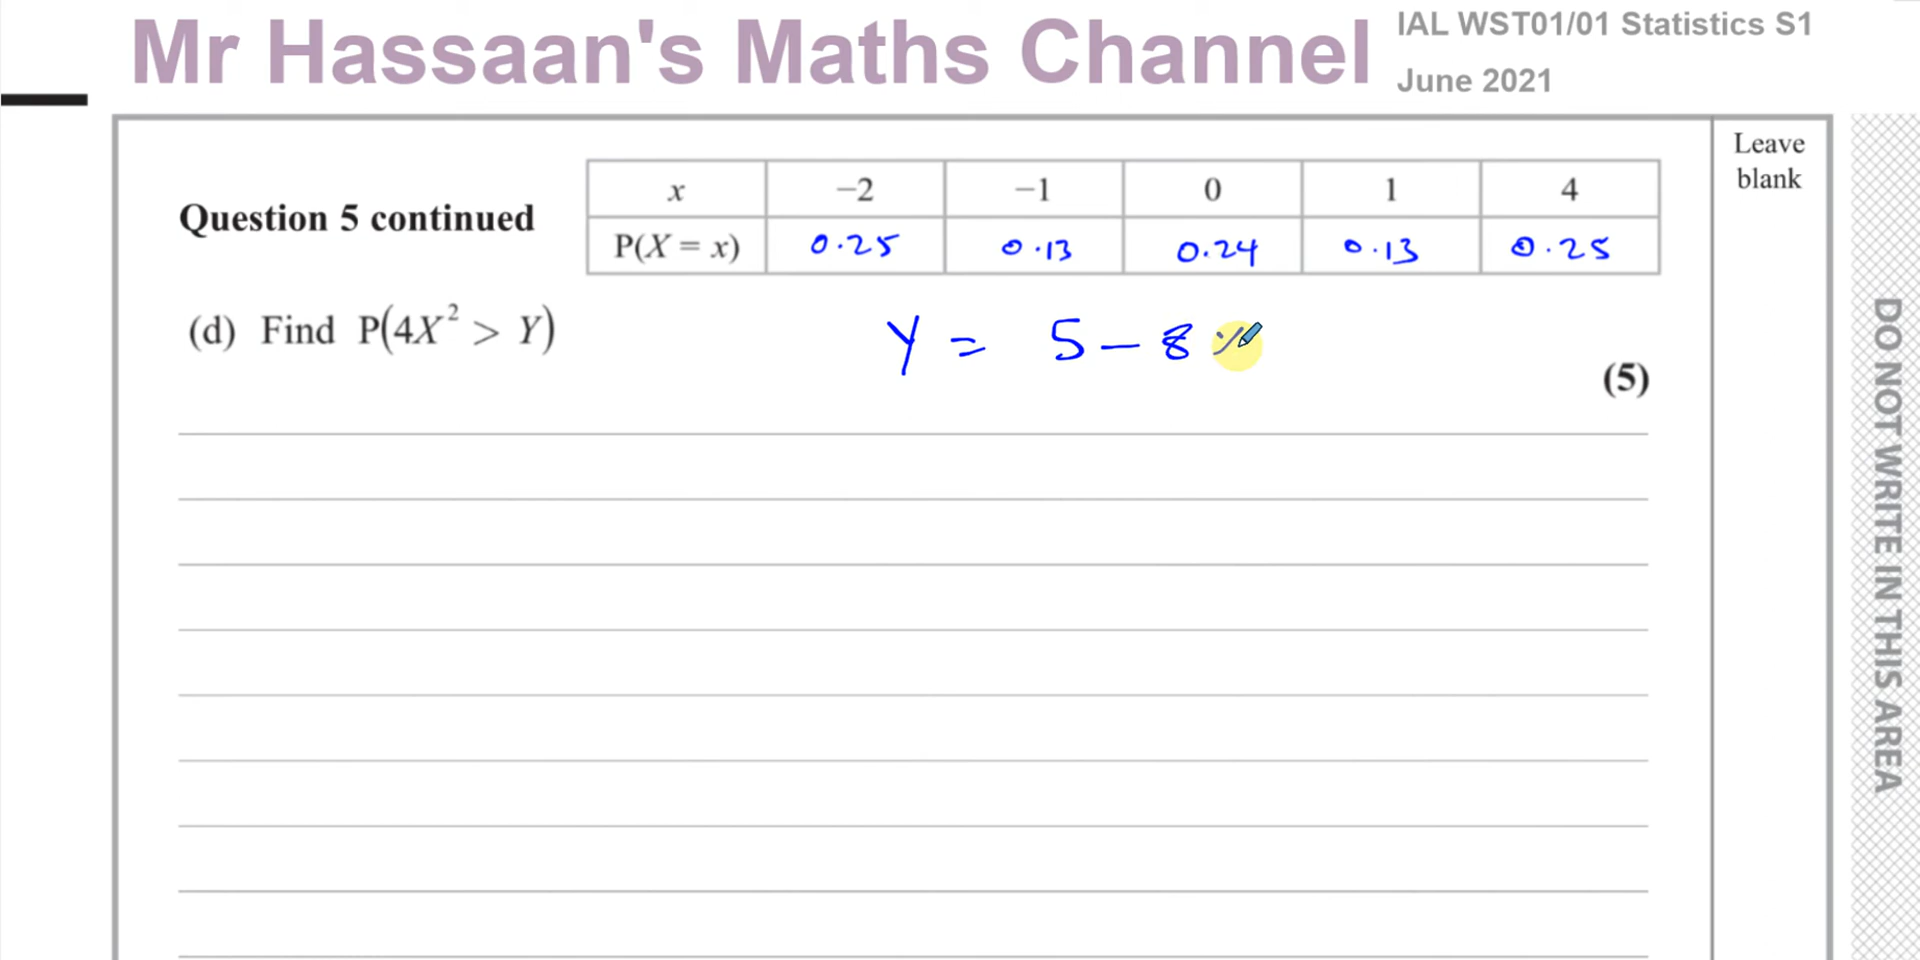 Mr Hassaan's Maths Channel
IAL WST01/01 Statistics S1
June 2021
Leave
blank
Question 5 continued
x −2 −1 0 1 4
P(X = x) 0.25 0.13 0.24 0.13 0.25
(d) Find P(4X² > Y)
Y = 5 − 8
(5)
DO NOT WRITE IN THIS AREA